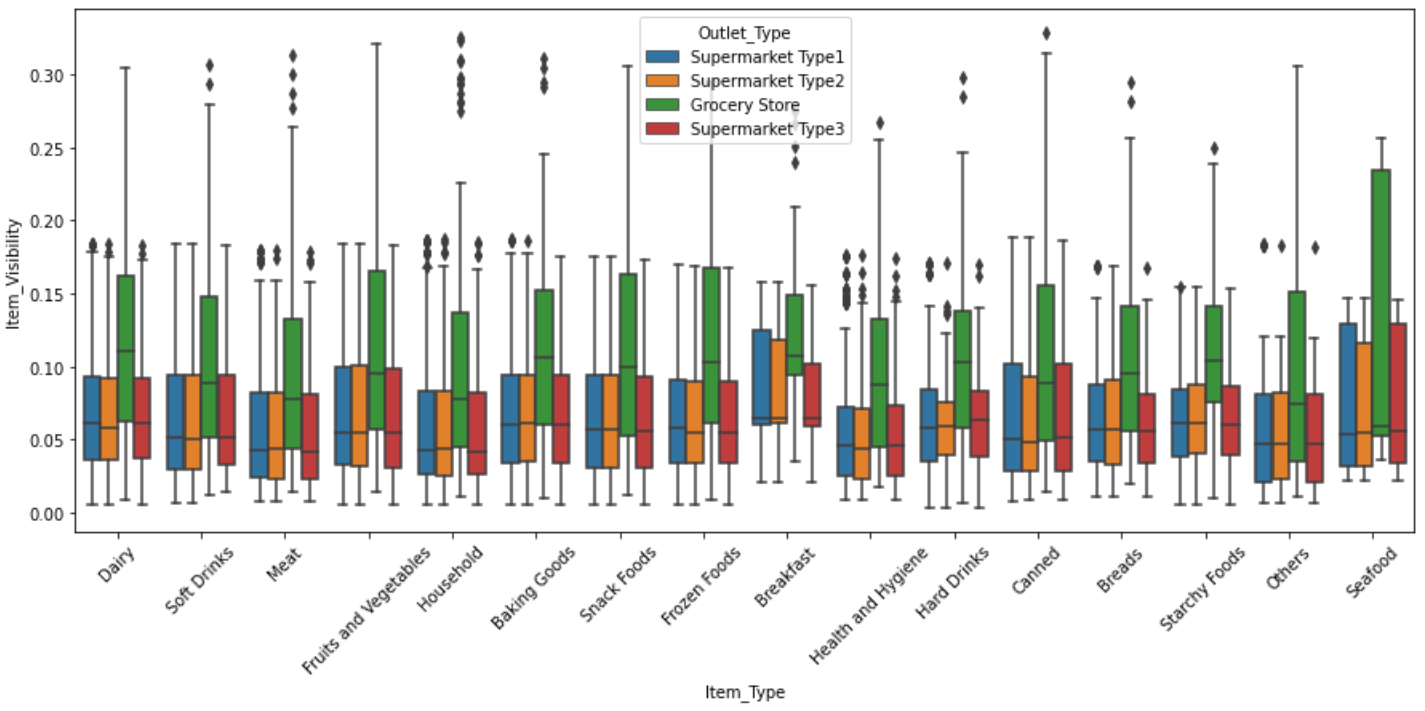 Outlet_Type
Supermarket Type1
Supermarket Type2
Grocery Store
Supermarket Type3
Item_Visibility
0.30
0.25
0.20
0.15
0.10
0.05
0.00
Dairy
Soft Drinks
Meat
Fruits and Vegetables
Household
Baking Goods
Snack Foods
Frozen Foods
Breakfast
Health and Hygiene
Hard Drinks
Canned
Breads
Starchy Foods
Others
Seafood
Item_Type